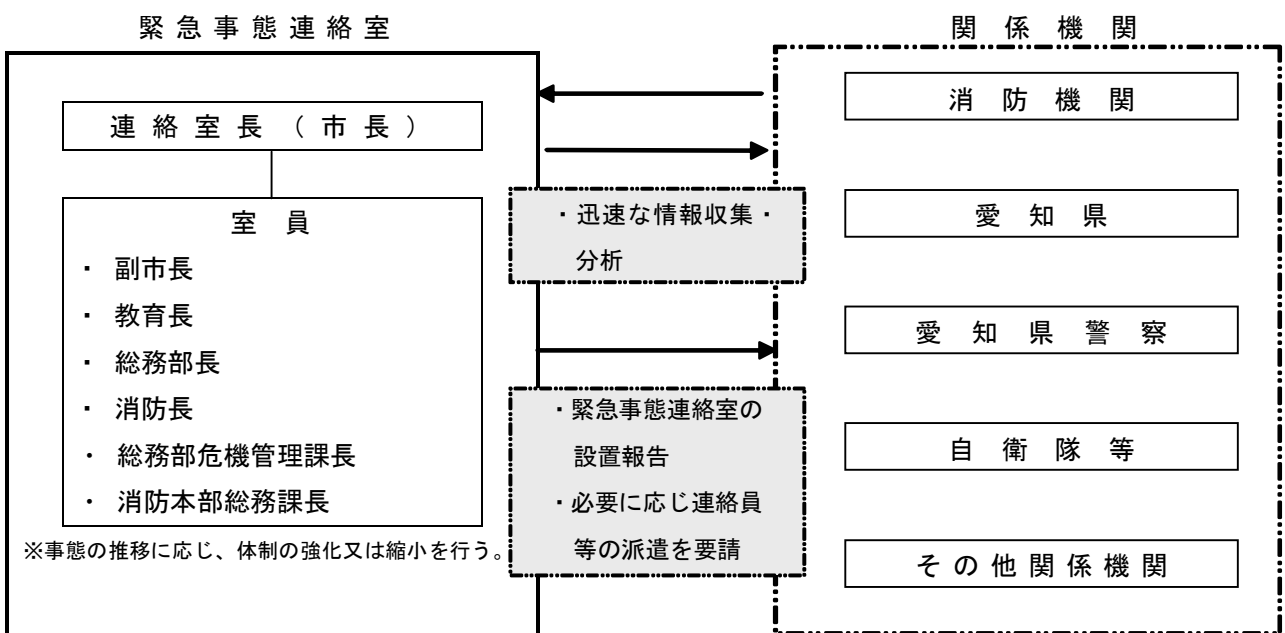 緊急事態連絡室
連絡室長（市長）
室員
・ 副市長
・ 教育長
・ 総務部長
・ 消防長
・ 総務部危機管理課長
・ 消防本部総務課長
※事態の推移に応じ、体制の強化又は縮小を行う。
・迅速な情報収集・
分析
・緊急事態連絡室の
設置報告
・必要に応じ連絡員
等の派遣を要請
関係機関
消防機関
愛知県
愛知県警察
自衛隊等
その他関係機関